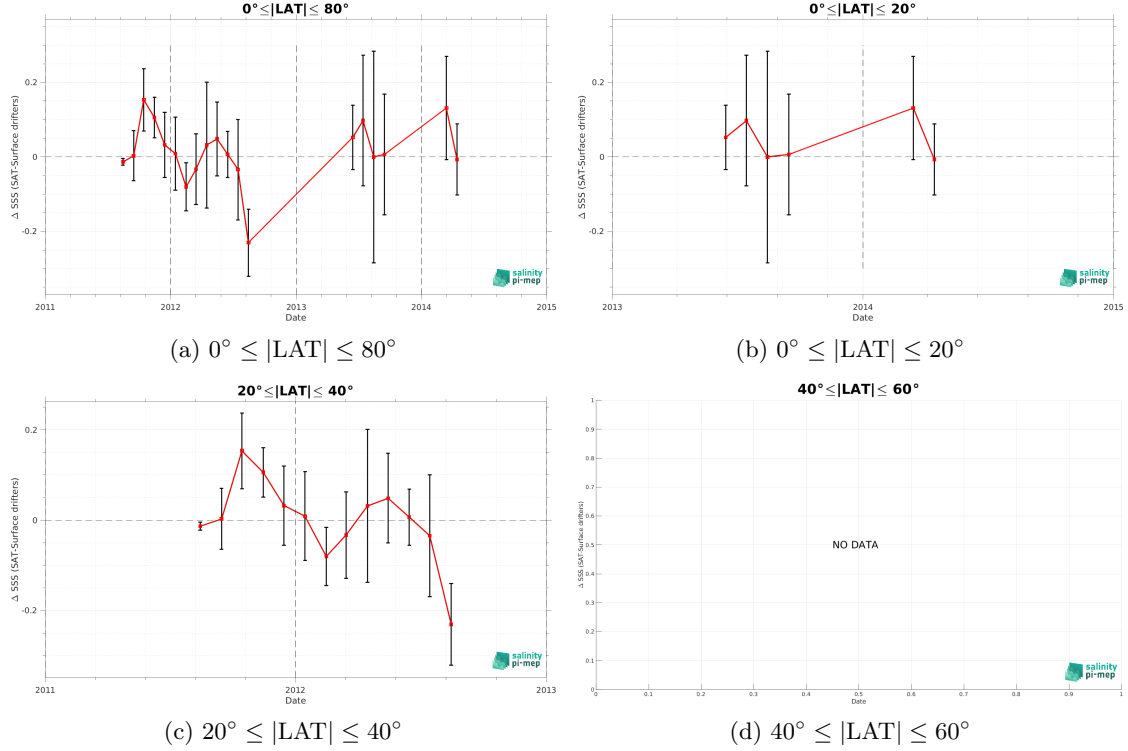 0°≤|LAT|≤ 80°
Δ SSS (SAT-Surface drifters)
0.2
0
-0.2
2011 2012 2013 2014 2015
Date
salinity
pi-mep
(a) 0° ≤ |LAT| ≤ 80°
0°≤|LAT|≤ 20°
Δ SSS (SAT-Surface drifters)
0.2
0
-0.2
2013 2014 2015
Date
salinity
pi-mep
(b) 0° ≤ |LAT| ≤ 20°
20°≤|LAT|≤ 40°
Δ SSS (SAT-Surface drifters)
0.2
0
-0.2
2011 2012 2013
Date
salinity
pi-mep
(c) 20° ≤ |LAT| ≤ 40°
40°≤|LAT|≤ 60°
Δ SSS (SAT-Surface drifters)
1
0.9
0.8
0.7
0.6
0.5
0.4
0.3
0.2
0.1
0
NO DATA
0 0.1 0.2 0.3 0.4 0.5 0.6 0.7 0.8 0.9 1
Date
salinity
pi-mep
(d) 40° ≤ |LAT| ≤ 60°